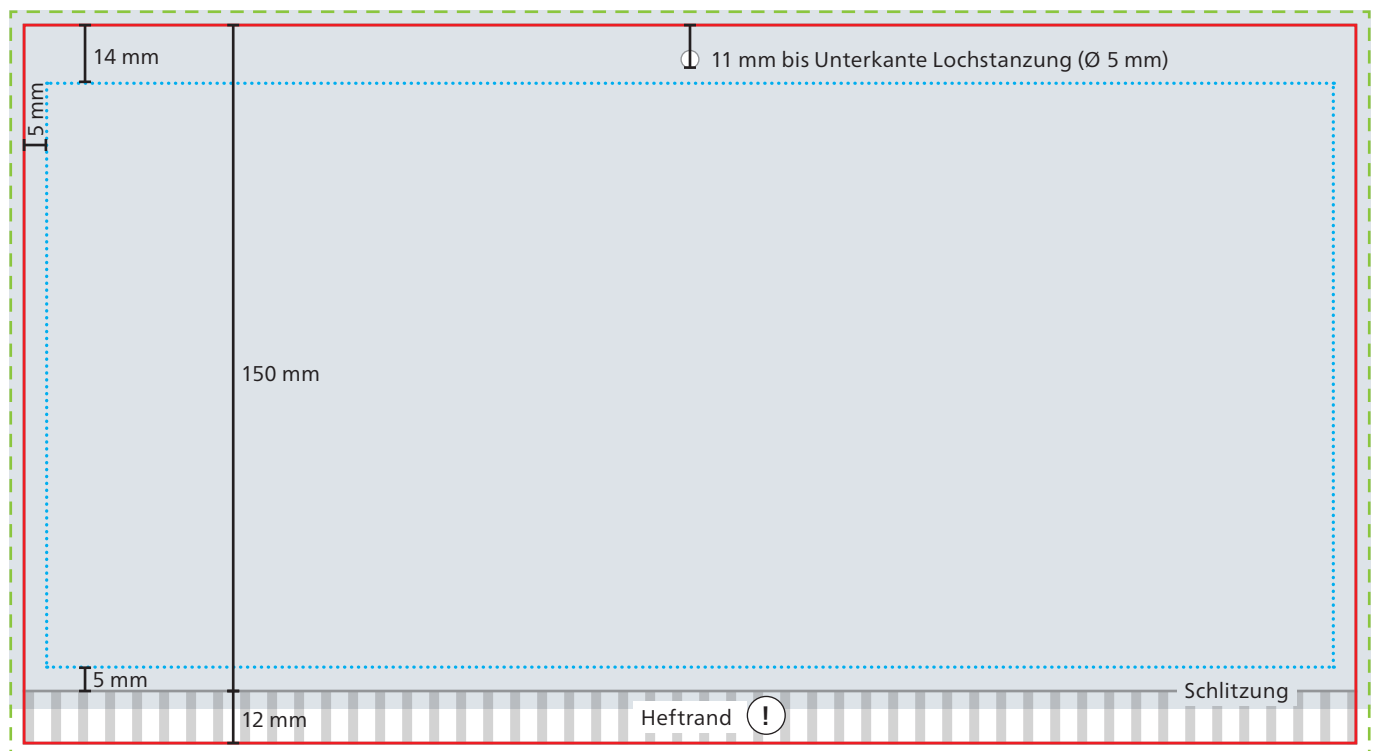 14 mm
11 mm bis Unterkante Lochstanzung (Ø 5 mm)
5 mm
150 mm
5 mm
Schlitzung
12 mm
Heftrand !